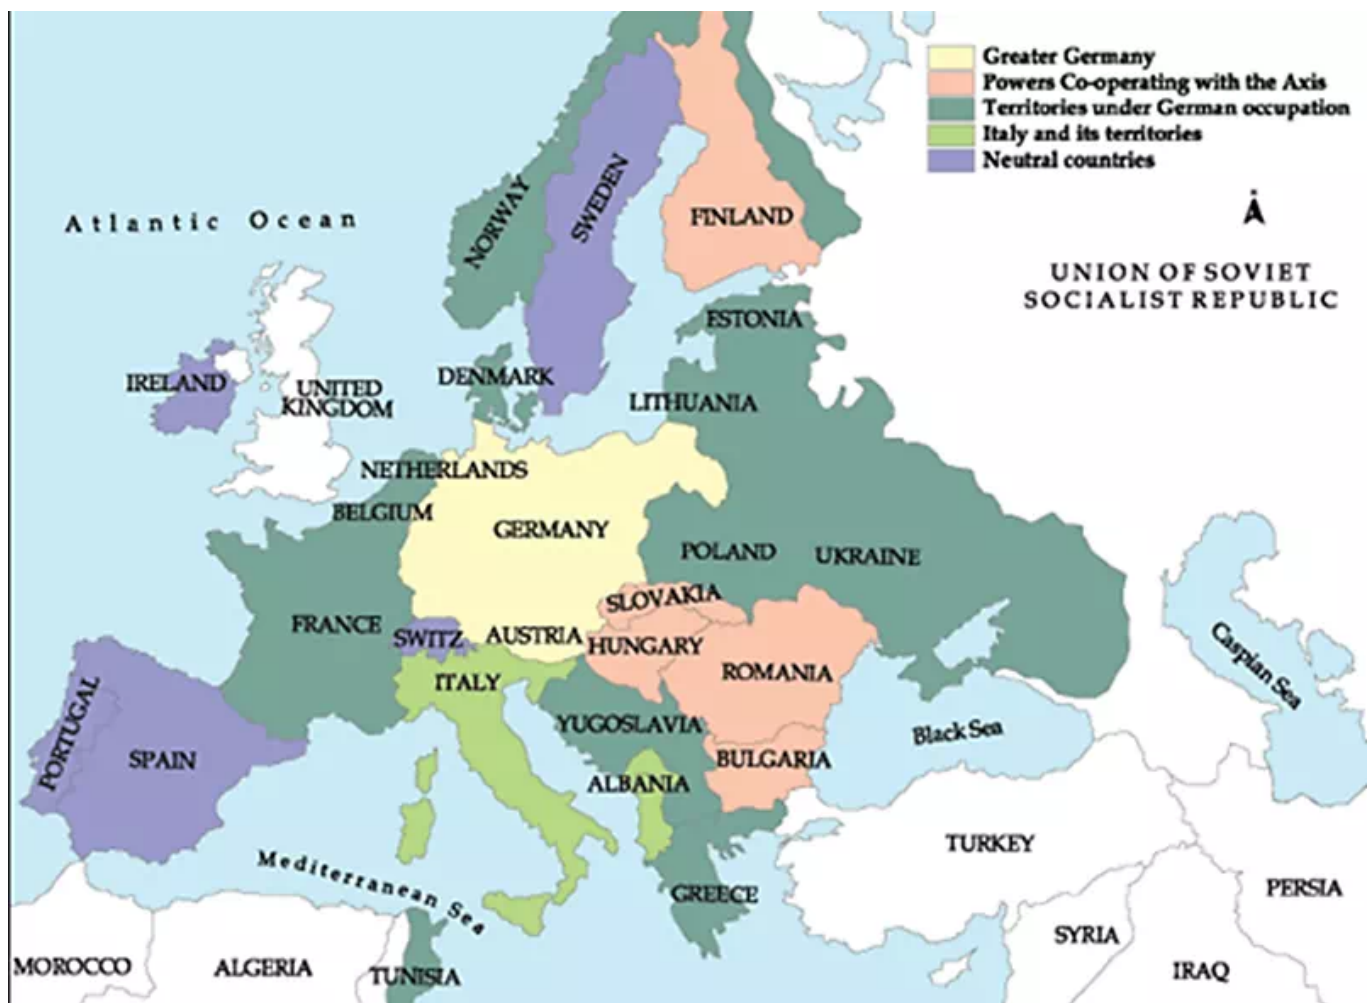 Greater Germany
Powers Co-operating with the Axis
Territories under German occupation
Italy and its territories
Neutral countries
Atlantic Ocean
NORWAY
SWEDEN
FINLAND
UNION OF SOVIET
SOCIALIST REPUBLIC
ESTONIA
IRELAND
UNITED
KINGDOM
DENMARK
LITHUANIA
NETHERLANDS
BELGIUM
GERMANY
POLAND
UKRAINE
SLOVAKIA
FRANCE
SWITZ
AUSTRIA
HUNGARY
ROMANIA
ITALY
Caspian Sea
PORTUGAL
SPAIN
YUGOSLAVIA
Black Sea
BULGARIA
ALBANIA
TURKEY
Mediterranean Sea
GREECE
PERSIA
SYRIA
MOROCCO
ALGERIA
TUNISIA
IRAQ